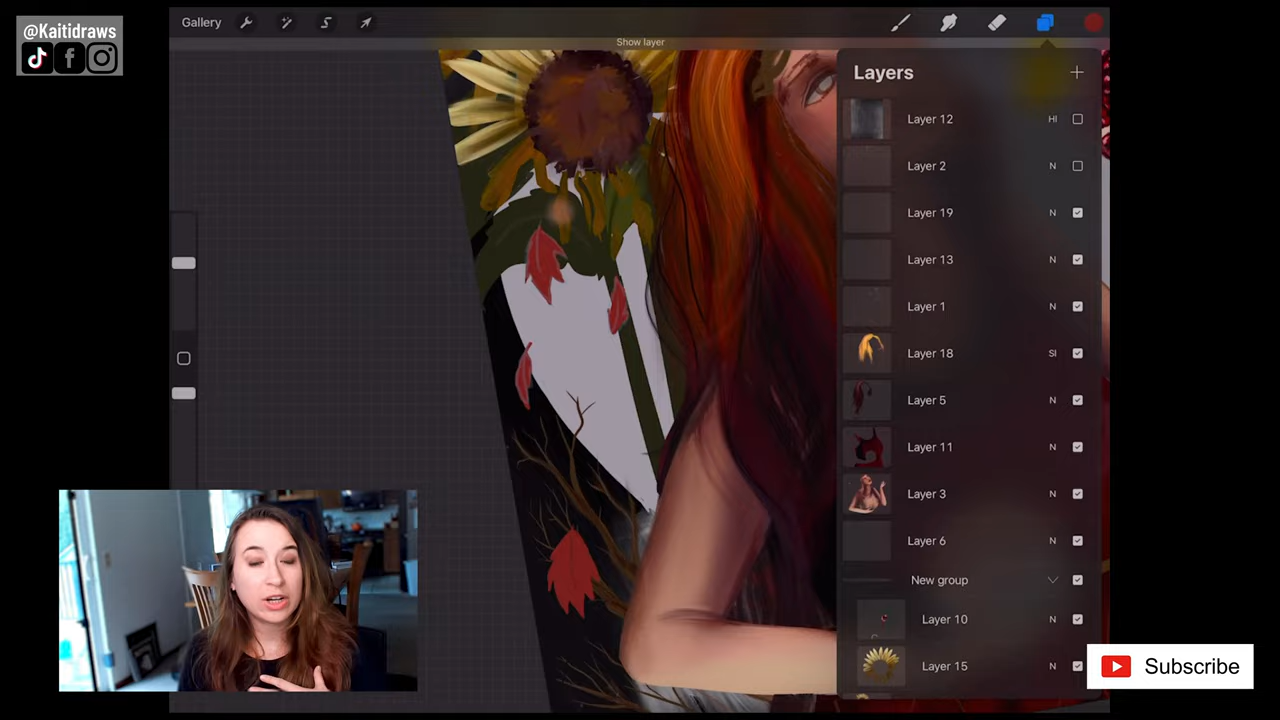 @Kaitidraws
Gallery
Show layer
Layers
Layer 12 HI
Layer 2 N
Layer 19 N
Layer 13 N
Layer 1 N
Layer 18 SI
Layer 5 N
Layer 11 N
Layer 3 N
Layer 6 N
New group
Layer 10 N
Layer 15 N
Subscribe